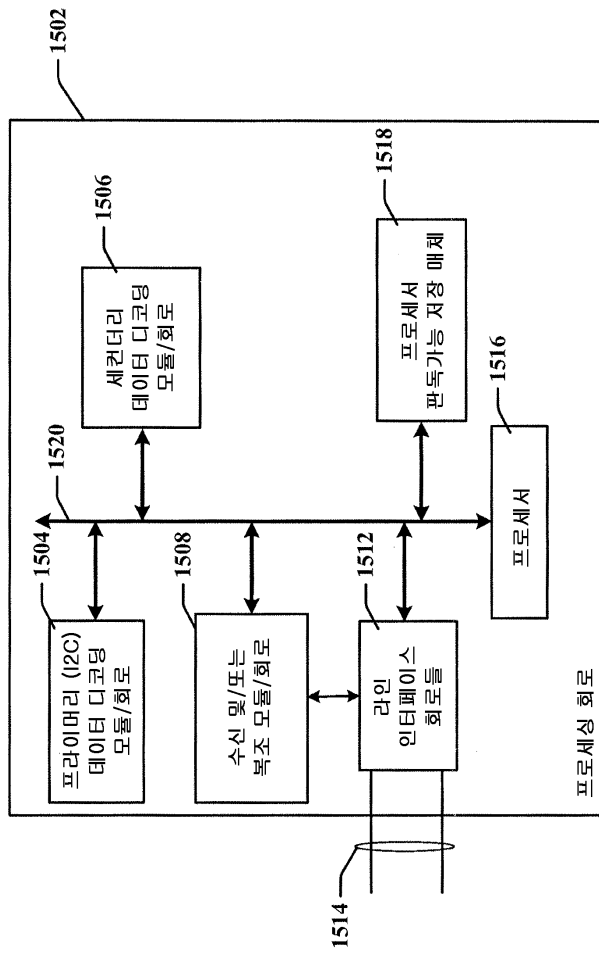 1502
1504
프라이머리 (I2C)
데이터 디코딩
모듈/회로
1520
1506
세컨더리
데이터 디코딩
모듈/회로
1508
수신 및/또는
복조 모듈/회로
1512
라인
인터페이스
회로들
1514
1518
프로세서
판독가능 저장 매체
1516
프로세서
프로세싱 회로